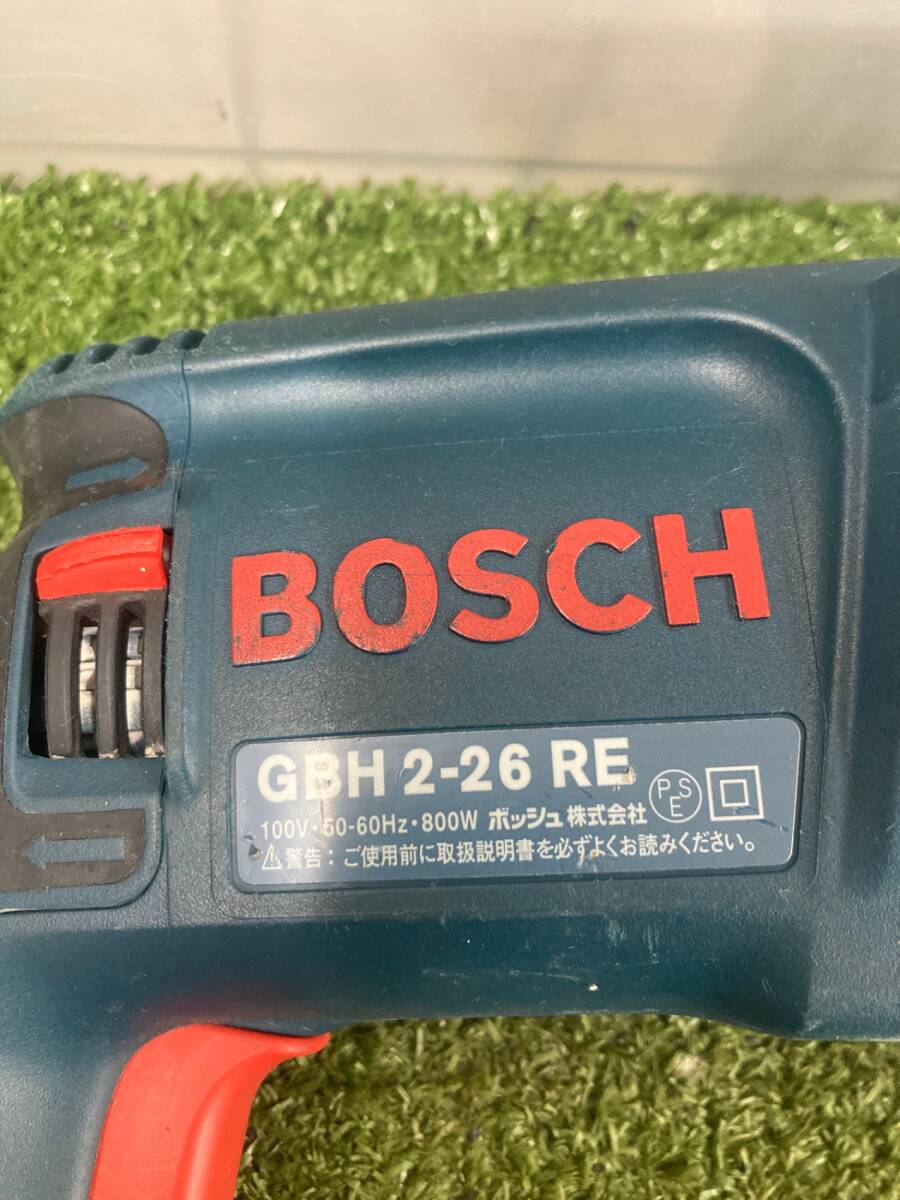 BOSCH
GBH 2-26 RE
100V・50-60Hz・800W ボッシュ株式会社
PSE
⚠警告：ご使用前に取扱説明書を必ずよくお読みください。